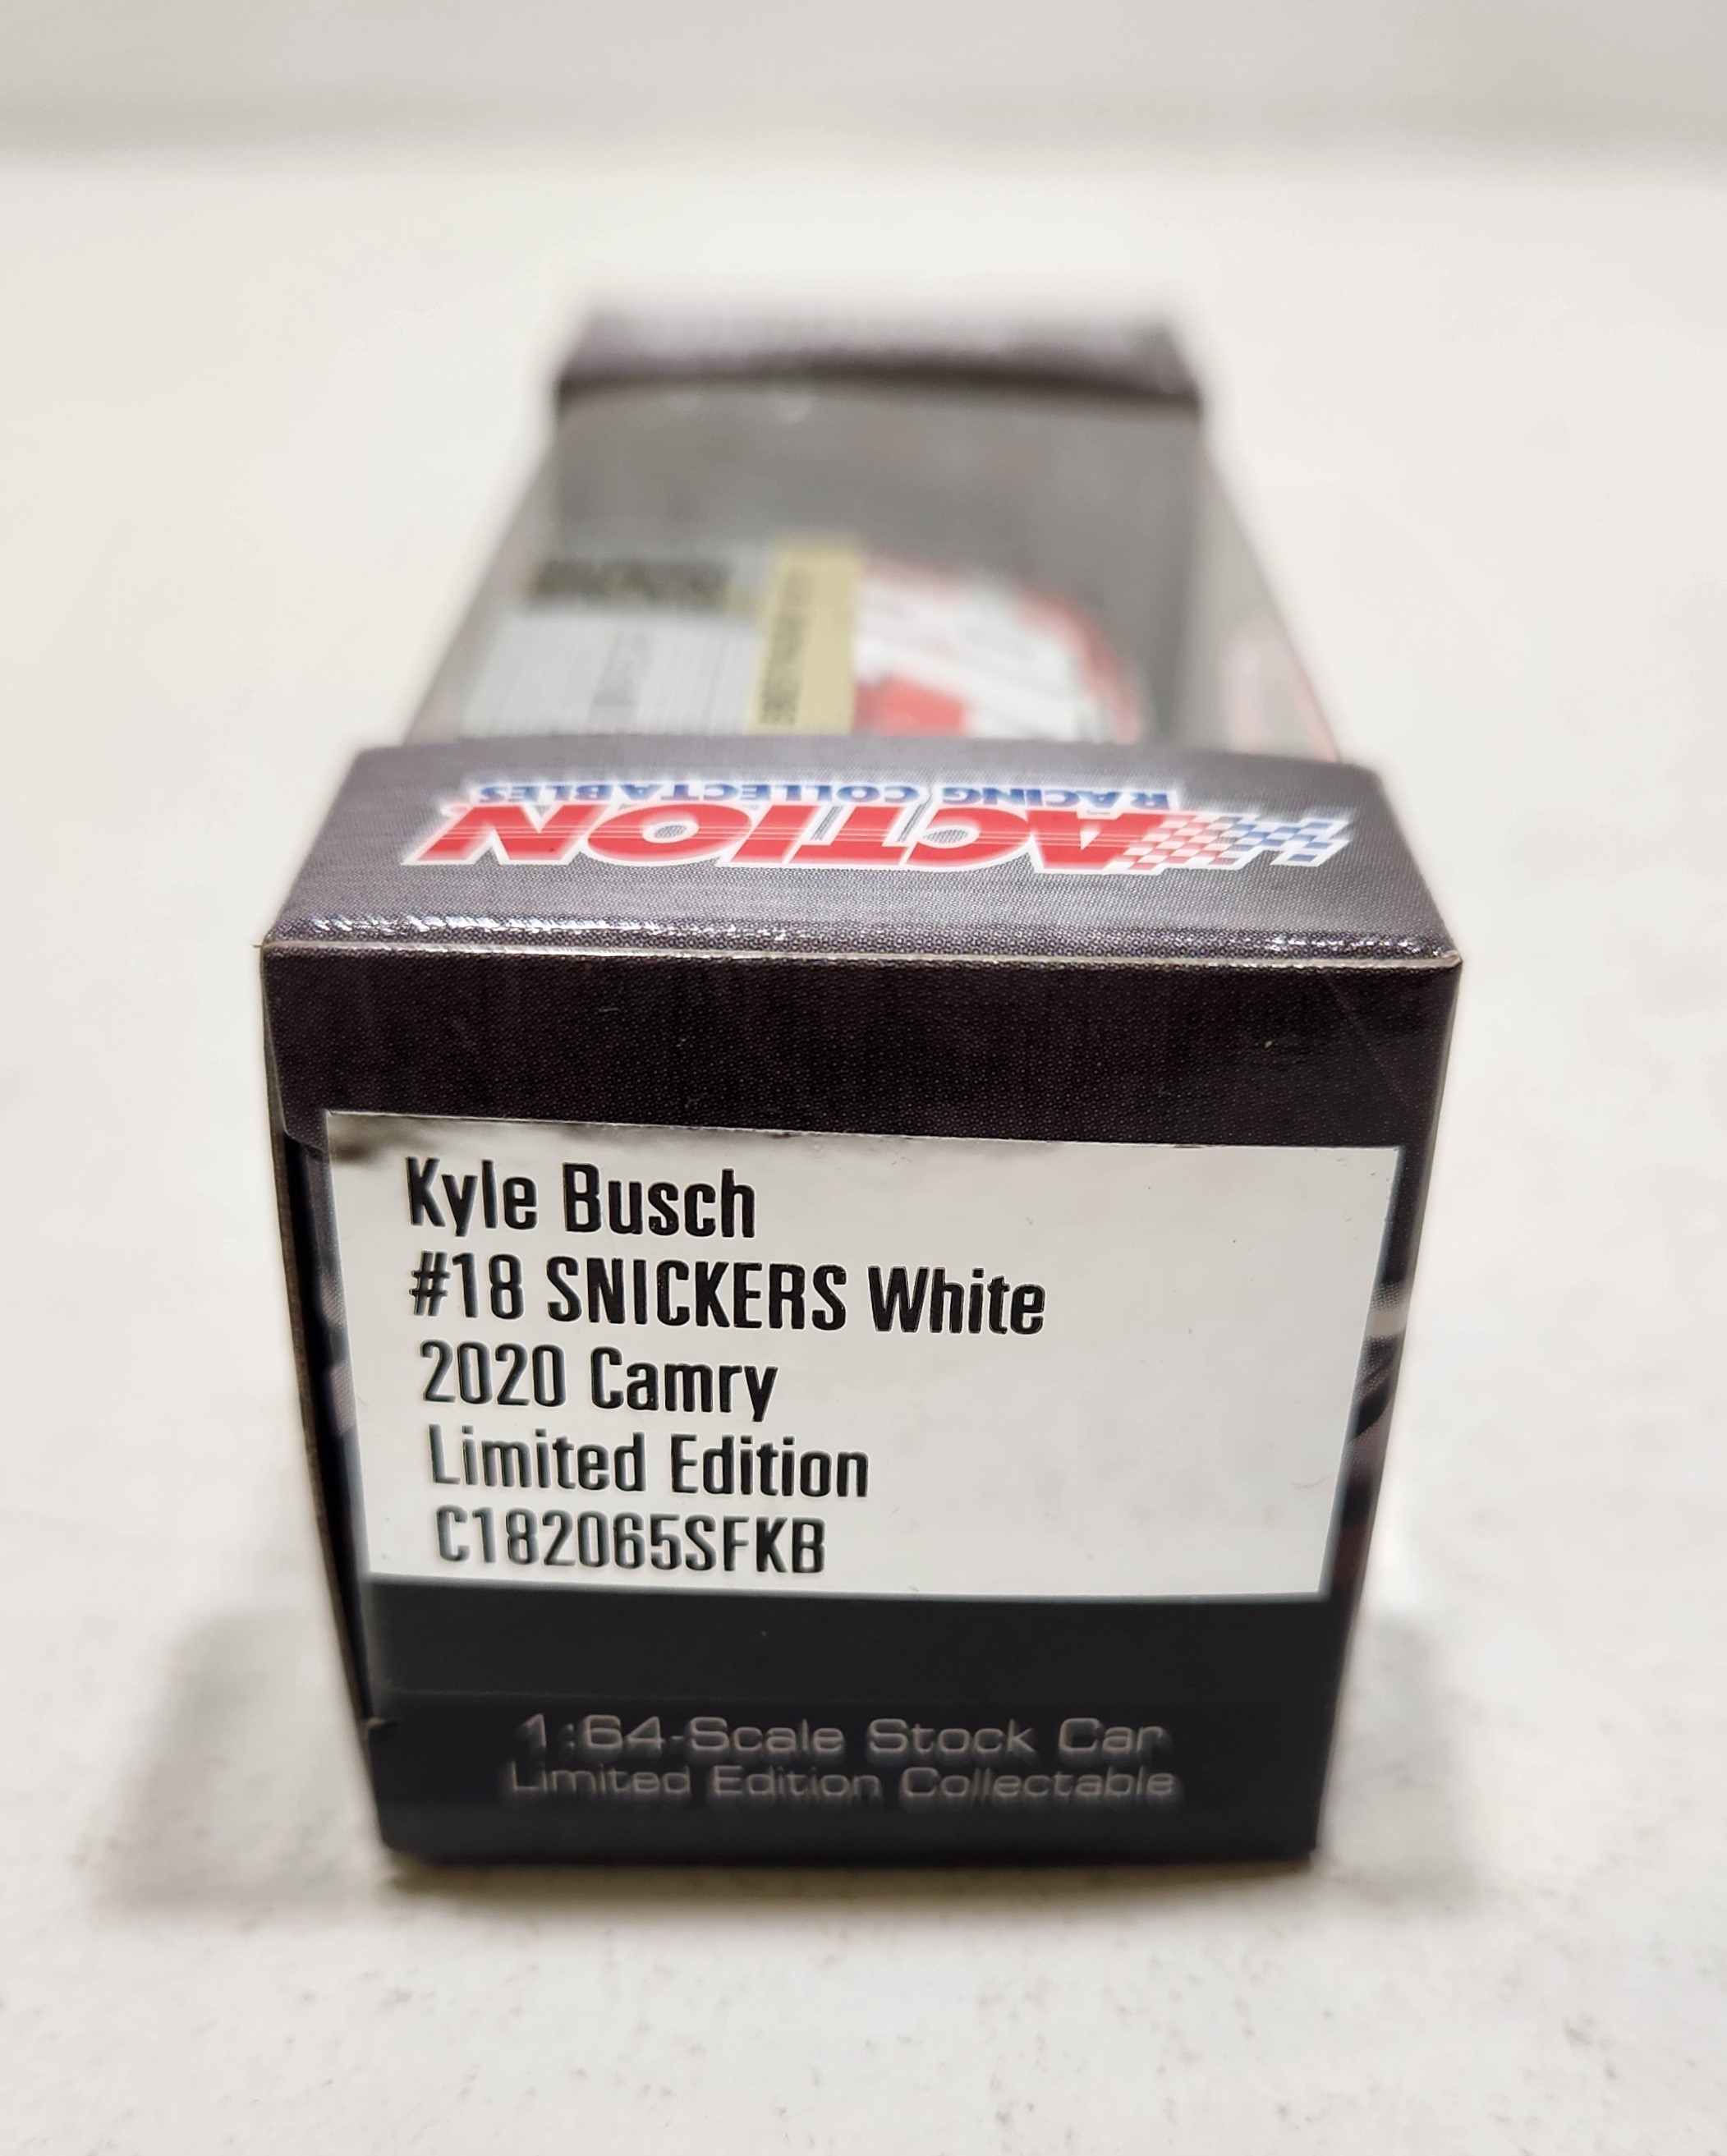 ACTION
RACING COLLECTABLES
Kyle Busch
#18 SNICKERS White
2020 Camry
Limited Edition
C182065SFKB
1:64-Scale Stock Car
Limited Edition Collectable